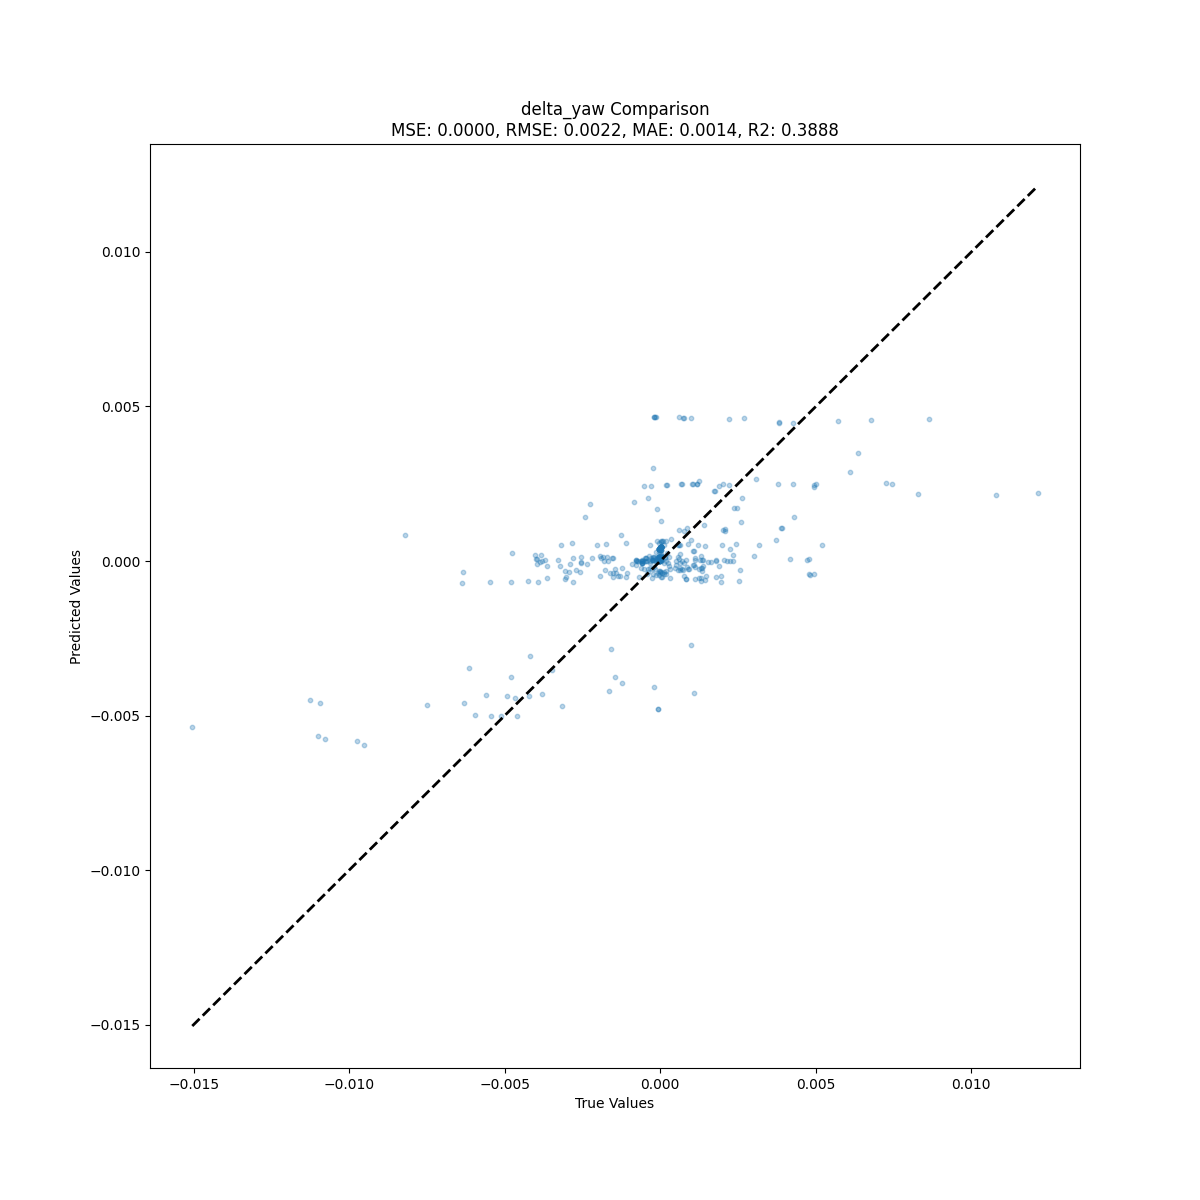 delta_yaw Comparison
MSE: 0.0000, RMSE: 0.0022, MAE: 0.0014, R2: 0.3888
0.010
0.005
0.000
−0.005
−0.010
−0.015
Predicted Values
−0.015 −0.010 −0.005 0.000 0.005 0.010
True Values